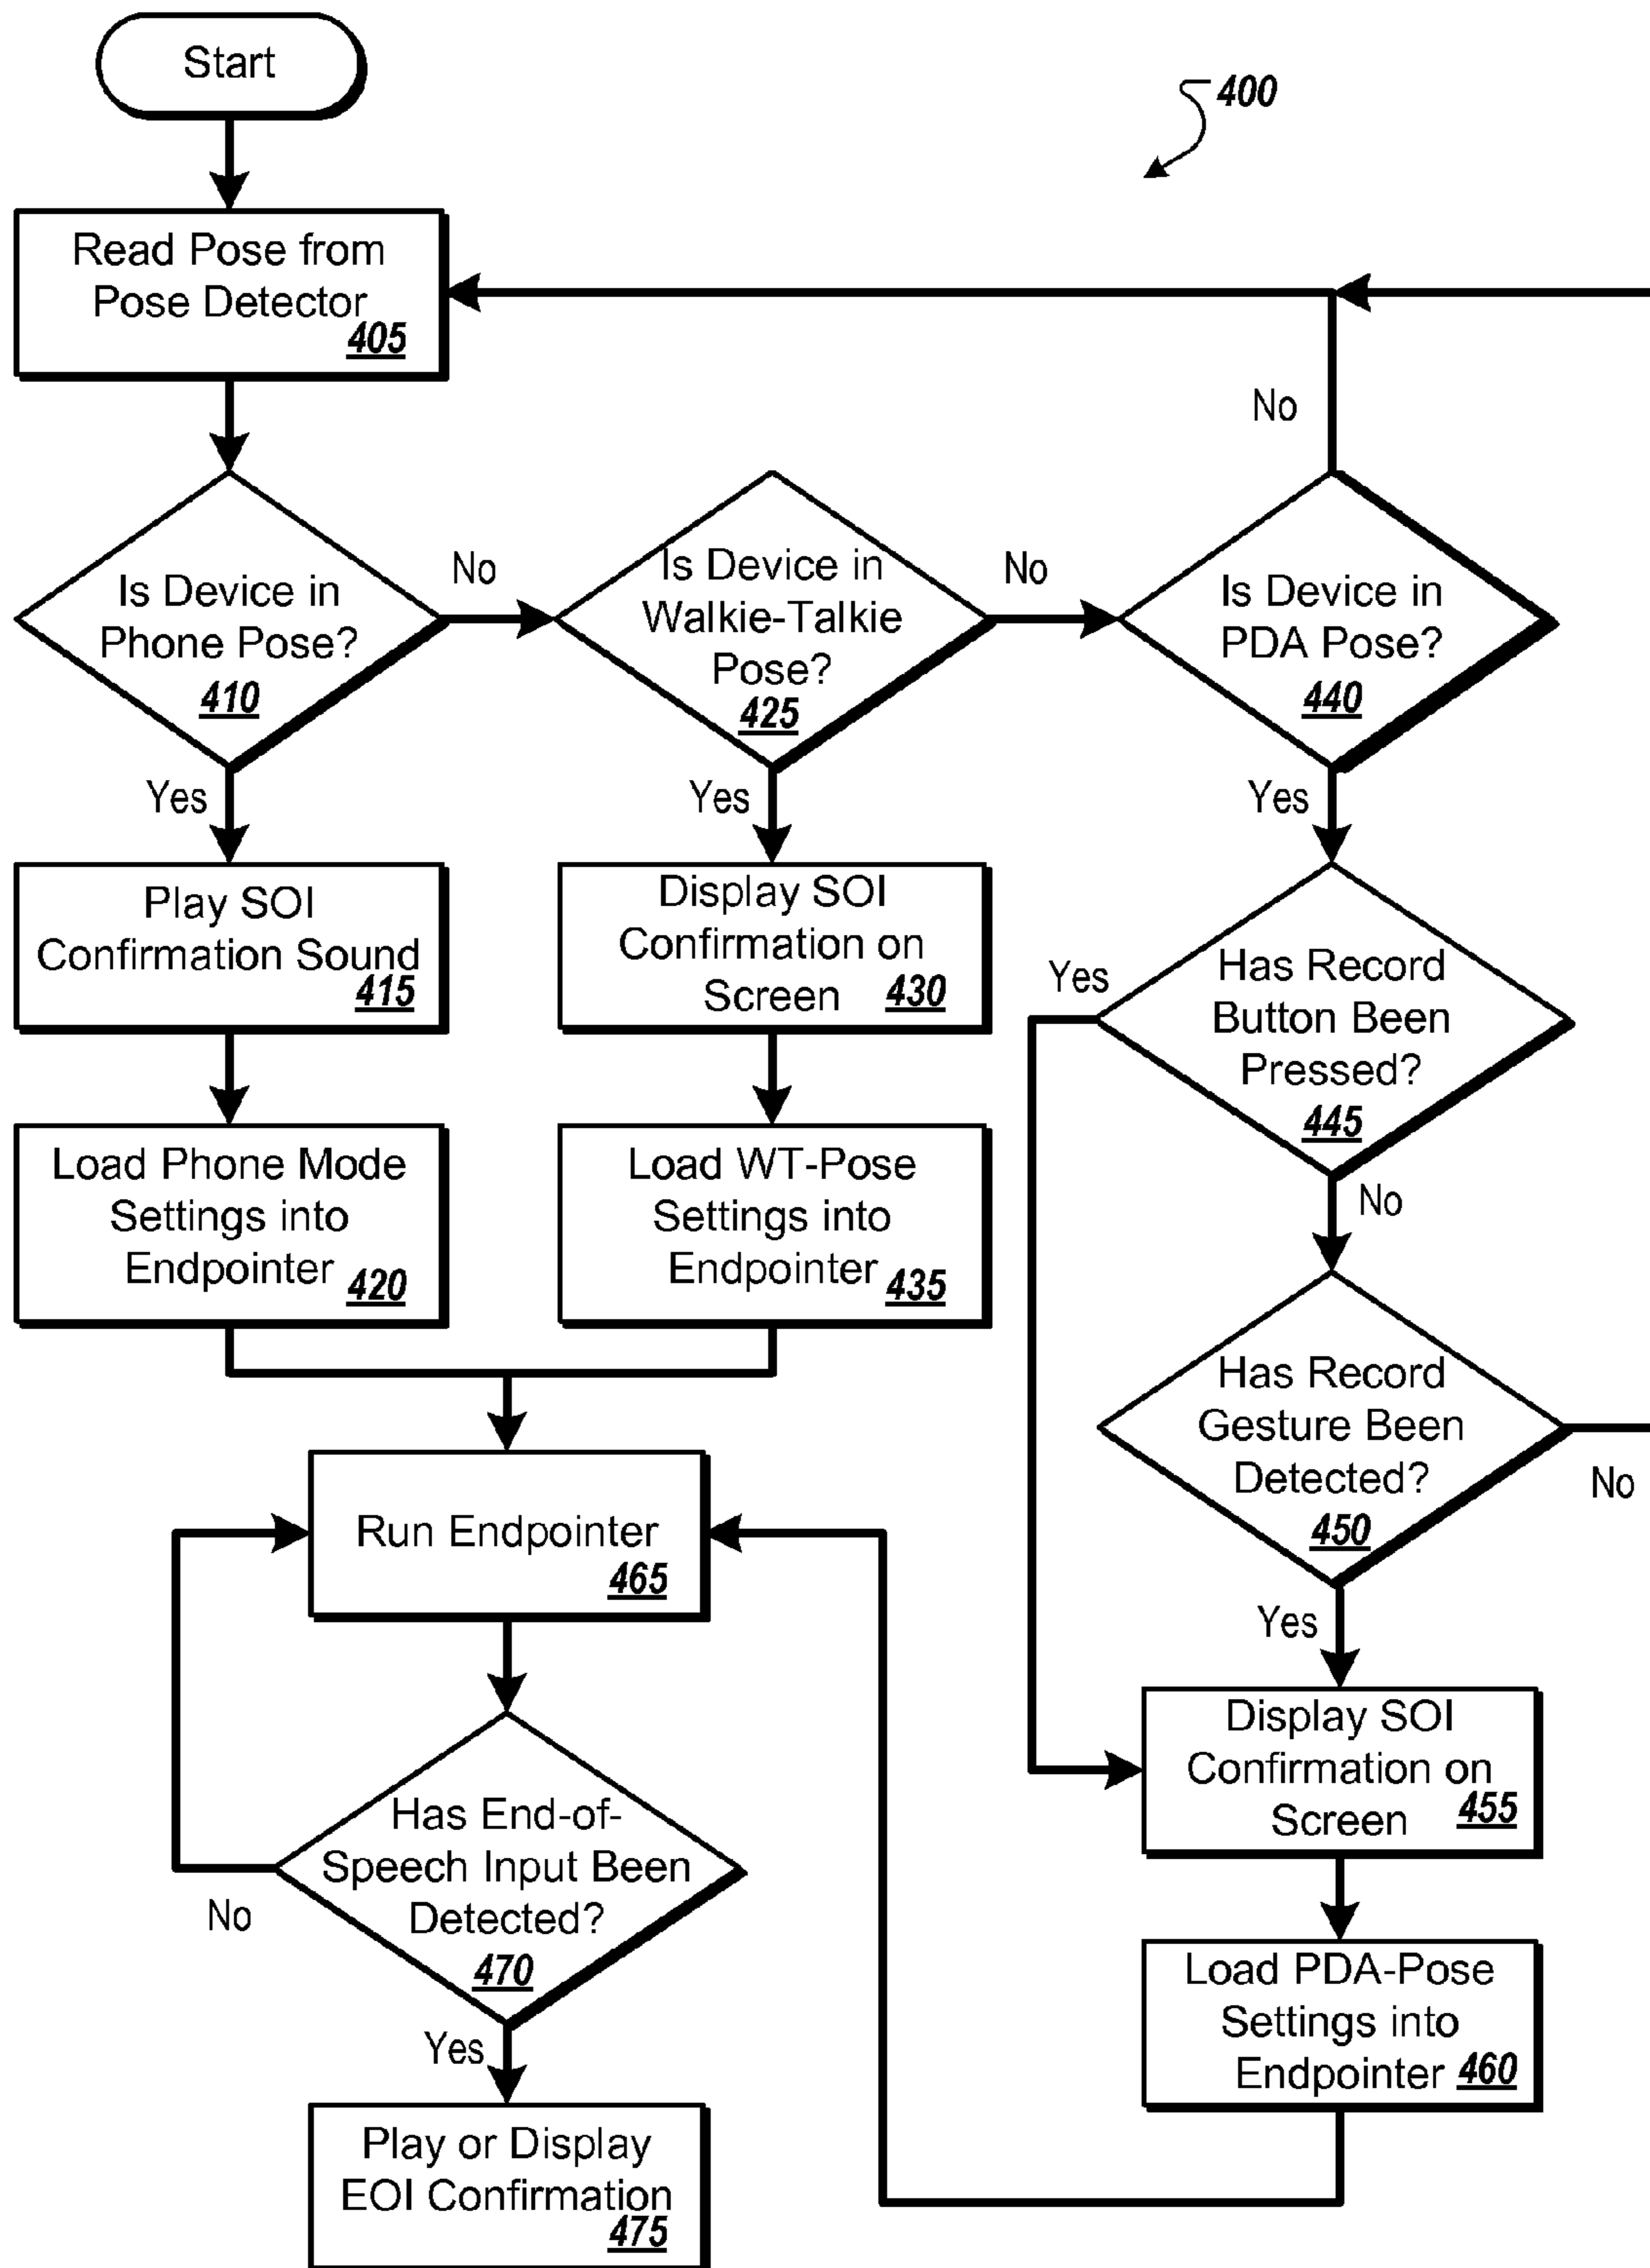 Start
400
Read Pose from
Pose Detector
405
No
Is Device in
Phone Pose?
410
No
Is Device in
Walkie-Talkie
Pose?
425
No
Is Device in
PDA Pose?
440
Yes
Yes
Yes
Play SOI
Confirmation Sound
415
Display SOI
Confirmation on
Screen 430
Yes
Has Record
Button Been
Pressed?
445
No
Load Phone Mode
Settings into
Endpointer 420
Load WT-Pose
Settings into
Endpointer 435
Has Record
Gesture Been
Detected?
450
No
Yes
Run Endpointer
465
Display SOI
Confirmation on
Screen 455
Has End-of-
Speech Input Been
Detected?
470
No
Yes
Load PDA-Pose
Settings into
Endpointer 460
Play or Display
EOI Confirmation
475